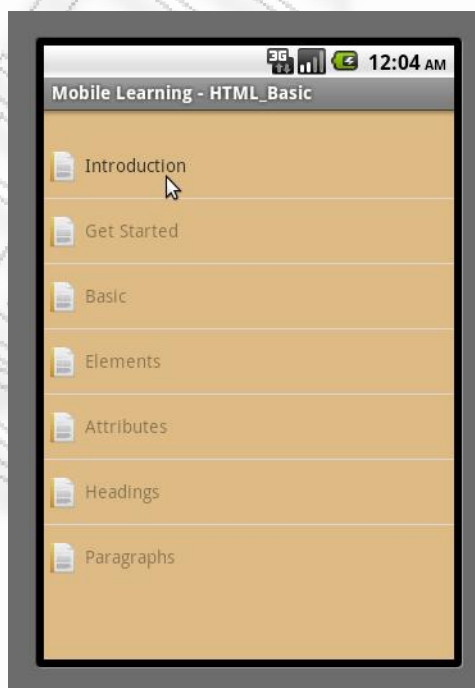 3G 12:04 AM
Mobile Learning - HTML_Basic
Introduction
Get Started
Basic
Elements
Attributes
Headings
Paragraphs